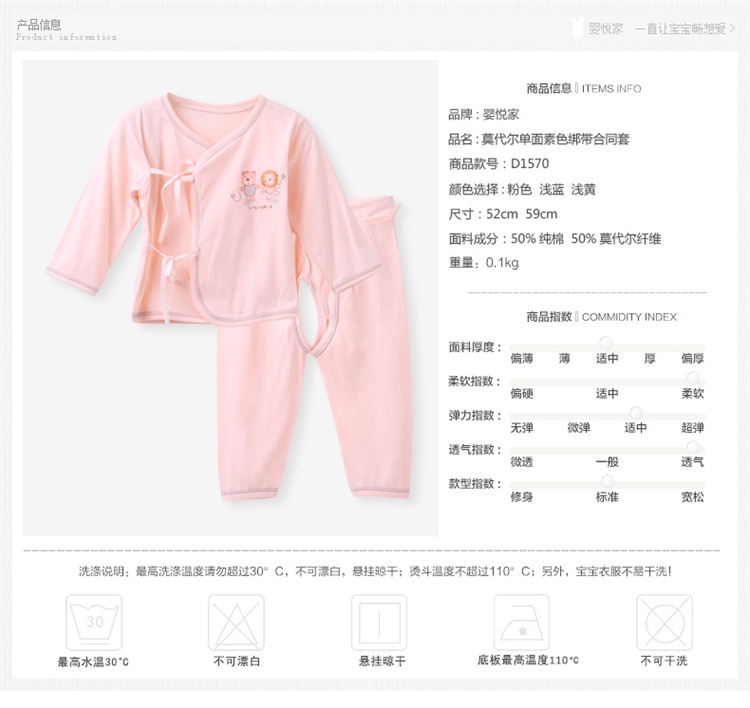 产品信息
Product information
婴悦家 一直让宝宝畅想爱
商品信息 ITEMS INFO
品牌：婴悦家
品名：莫代尔单面素色绑带合同套
商品款号：D1570
颜色选择：粉色 浅蓝 浅黄
尺寸：52cm 59cm
面料成分：50% 纯棉 50% 莫代尔纤维
重量：0.1kg
商品指数 COMMIDITY INDEX
面料厚度：
偏薄 薄 适中 厚 偏厚
柔软指数：
偏硬 适中 柔软
弹力指数：
无弹 微弹 适中 超弹
透气指数：
微透 一般 透气
款型指数：
修身 标准 宽松
洗涤说明：最高洗涤温度请勿超过30°C，不可漂白，悬挂晾干；烫斗温度不超过110°C；另外，宝宝衣服不易干洗！
30
最高水温30°C 不可漂白 悬挂晾干 底板最高温度110°C 不可干洗